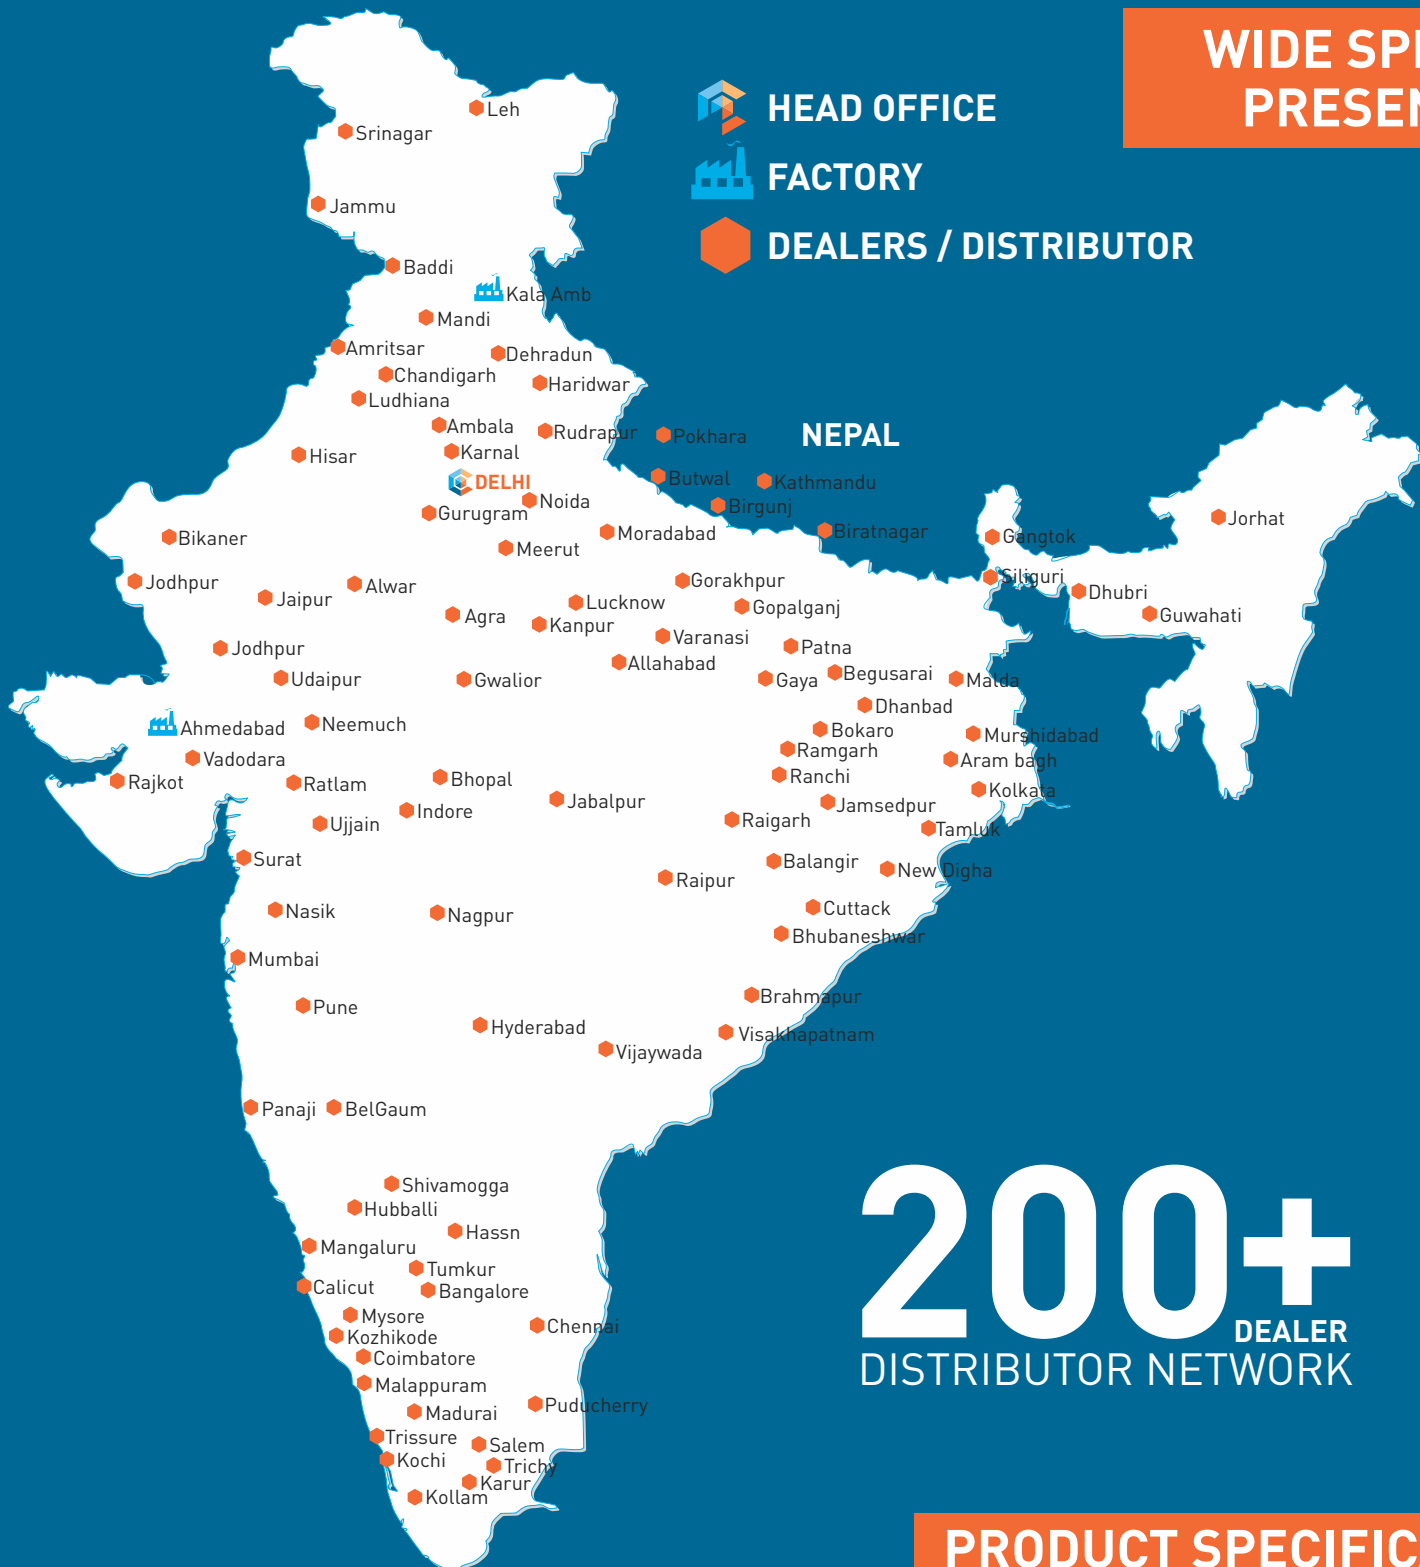 WIDE SPR
PRESEN
HEAD OFFICE
FACTORY
DEALERS / DISTRIBUTOR
Leh
Srinagar
Jammu
Baddi
Kala Amb
Mandi
Amritsar
Dehradun
Chandigarh
Haridwar
Ludhiana
Ambala
Rudrapur
Pokhara
NEPAL
Karnal
Hisar
Butwal
Kathmandu
DELHI
Noida
Birgunj
Gurugram
Jorhat
Moradabad
Biratnagar
Gangtok
Bikaner
Meerut
Siliguri
Jodhpur
Gorakhpur
Alwar
Dhubri
Jaipur
Lucknow
Gopalganj
Guwahati
Agra
Kanpur
Varanasi
Patna
Jodhpur
Allahabad
Begusarai
Udaipur
Gwalior
Gaya
Malda
Dhanbad
Neemuch
Ahmedabad
Bokaro
Murshidabad
Ramgarh
Vadodara
Aram bagh
Ranchi
Rajkot
Ratlam
Bhopal
Kolkata
Jabalpur
Jamsedpur
Indore
Raigarh
Ujjain
Tamluk
Surat
Balangir
New Digha
Raipur
Nasik
Nagpur
Cuttack
Bhubaneshwar
Mumbai
Brahmapur
Pune
Hyderabad
Visakhapatnam
Vijaywada
Panaji
BelGaum
Shivamogga
Hubballi
Hassn
Mangaluru
Tumkur
Calicut
Bangalore
Mysore
Chennai
Kozhikode
Coimbatore
Malappuram
Puducherry
Madurai
Trissure
Salem
Kochi
Trichy
Karur
Kollam
200+
DEALER
DISTRIBUTOR NETWORK
PRODUCT SPECIFIC